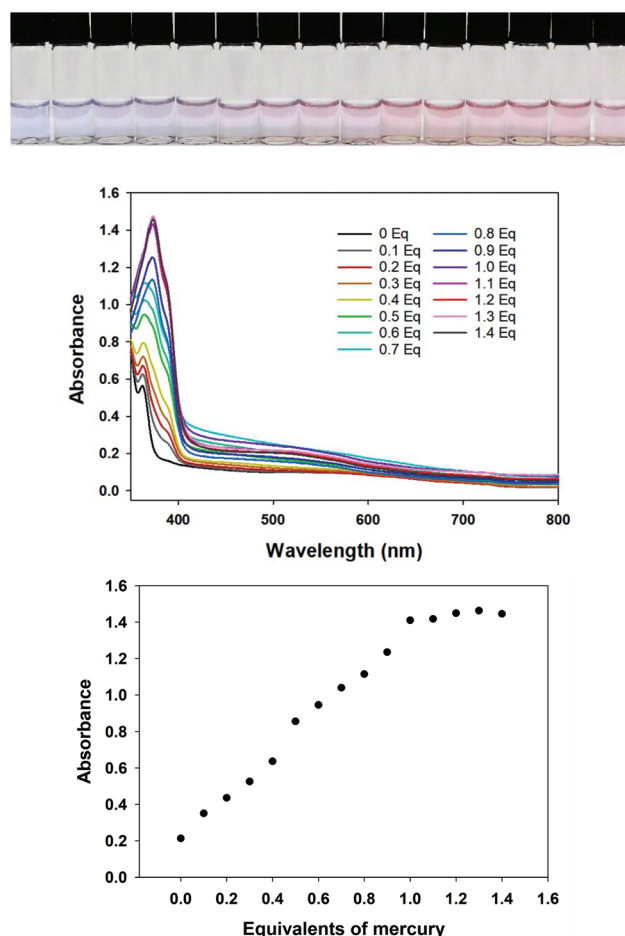 1.6
1.4
1.2
1.0
0.8
0.6
0.4
0.2
0.0
Absorbance
0 Eq
0.1 Eq
0.2 Eq
0.3 Eq
0.4 Eq
0.5 Eq
0.6 Eq
0.7 Eq
0.8 Eq
0.9 Eq
1.0 Eq
1.1 Eq
1.2 Eq
1.3 Eq
1.4 Eq
400 500 600 700 800
Wavelength (nm)
1.6
1.4
1.2
1.0
0.8
0.6
0.4
0.2
0.0
Absorbance
0.0 0.2 0.4 0.6 0.8 1.0 1.2 1.4 1.6
Equivalents of mercury